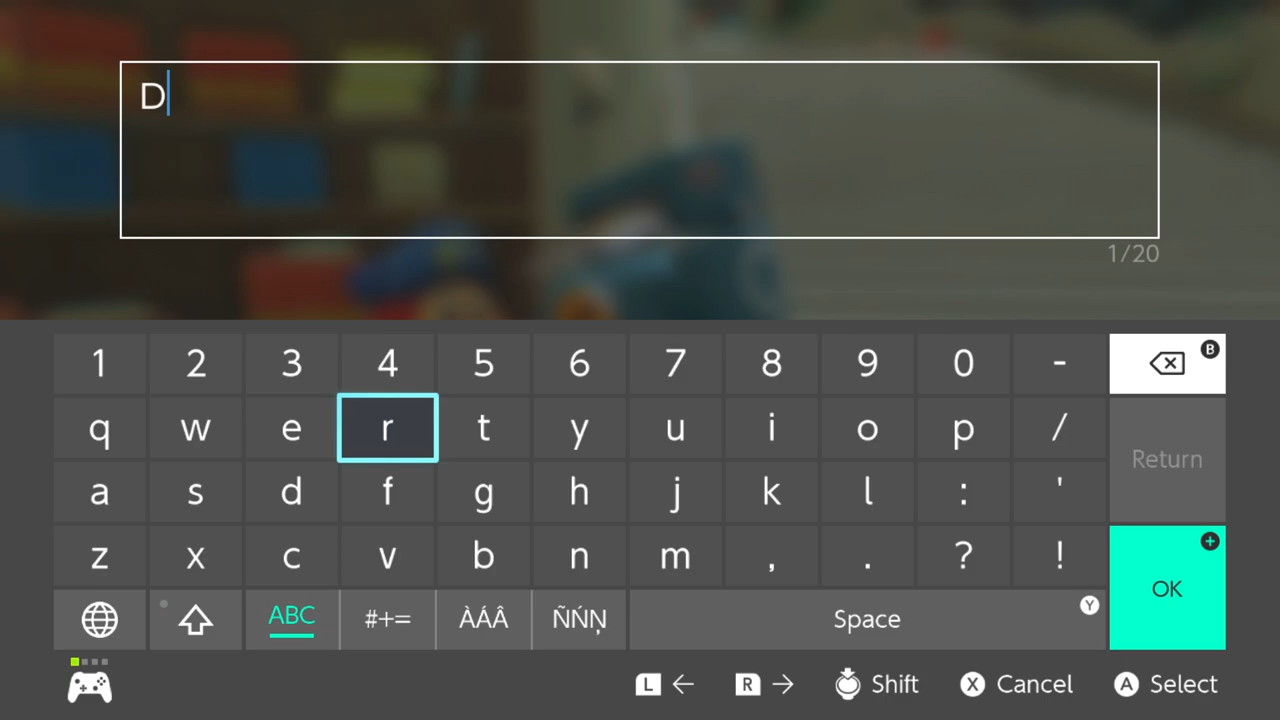 D
1/20
1 2 3 4 5 6 7 8 9 0 - B
q w e r t y u i o p / Return
a s d f g h j k l : '
z x c v b n m , . ? ! OK +
ABC #+= ÀÁÂ ÑŃŅ Space Y
L ← R → Shift X Cancel A Select